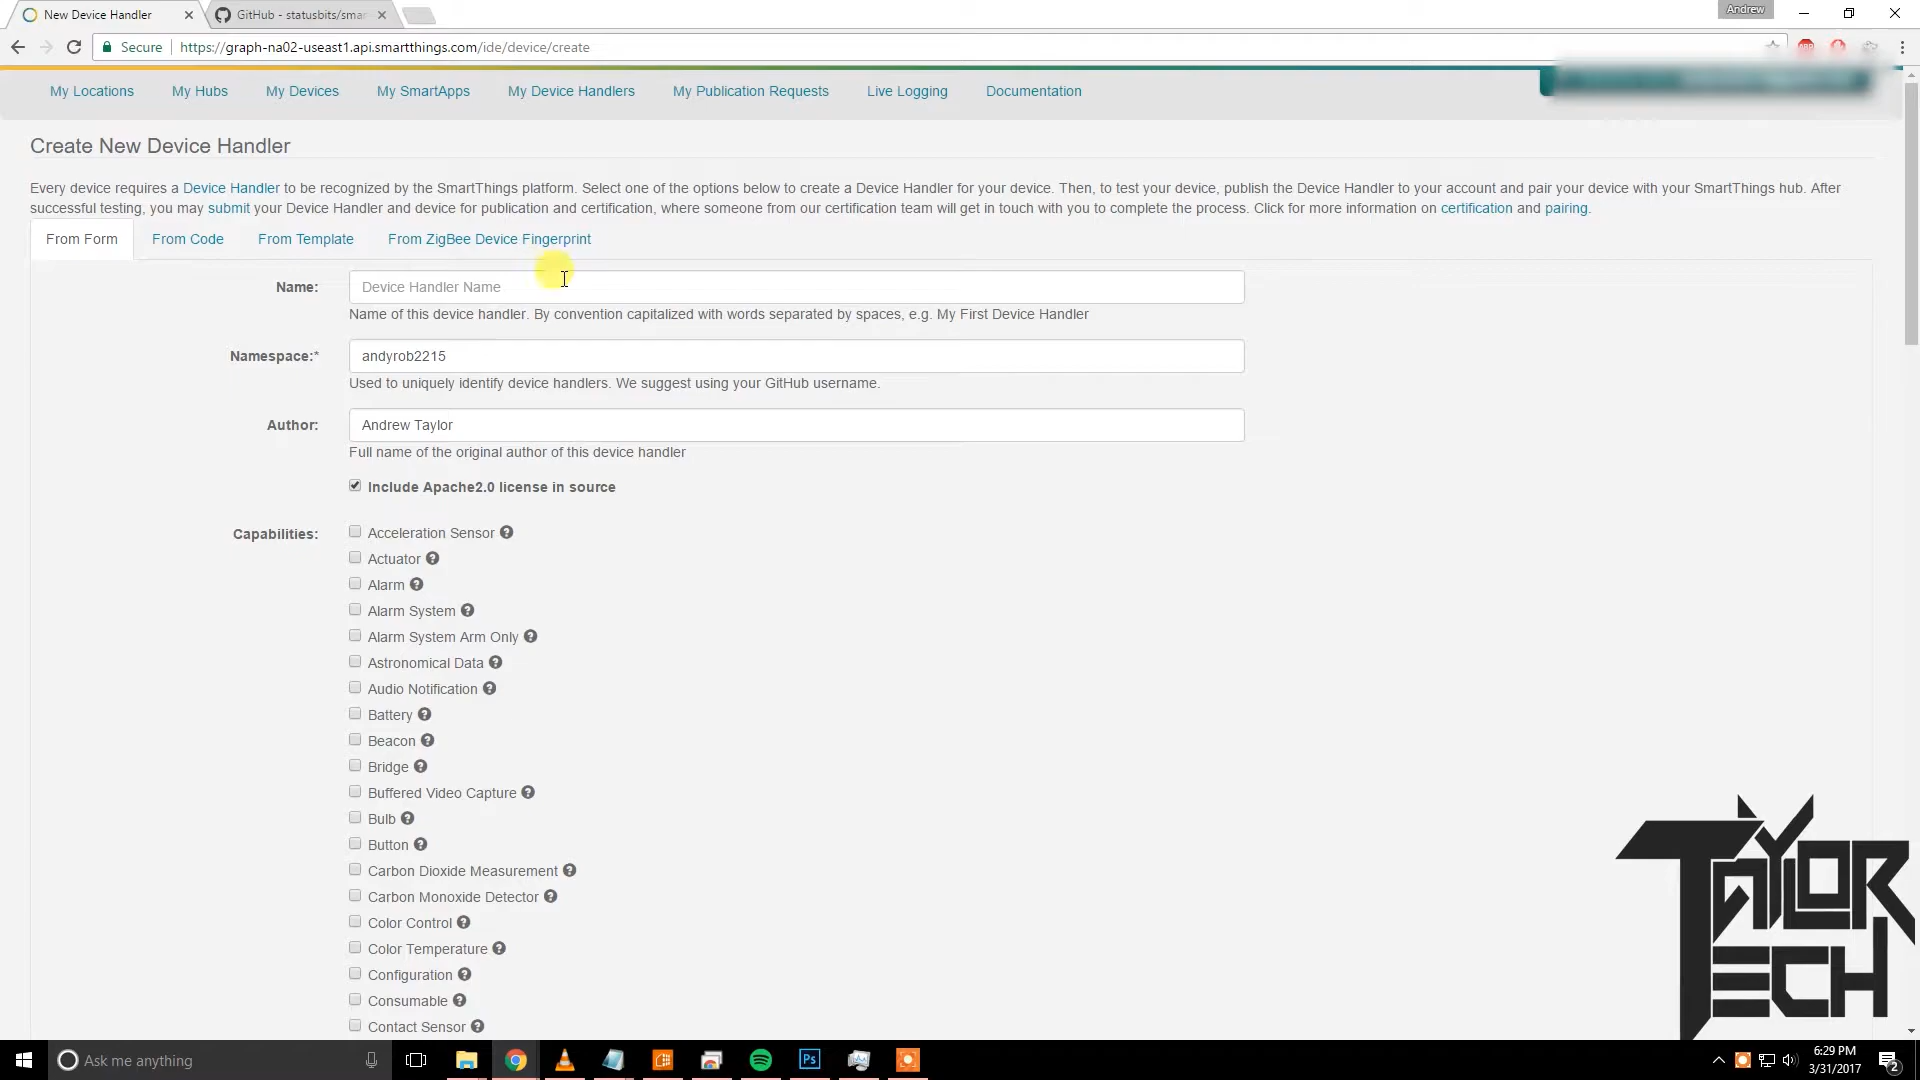 New Device Handler
GitHub - statusbits/smar
Andrew
Secure
https://graph-na02-useast1.api.smartthings.com/ide/device/create
My Locations My Hubs My Devices My SmartApps My Device Handlers My Publication Requests Live Logging Documentation
Create New Device Handler
Every device requires a Device Handler to be recognized by the SmartThings platform. Select one of the options below to create a Device Handler for your device. Then, to test your device, publish the Device Handler to your account and pair your device with your SmartThings hub. After
successful testing, you may submit your Device Handler and device for publication and certification, where someone from our certification team will get in touch with you to complete the process. Click for more information on certification and pairing.
From Form From Code From Template From ZigBee Device Fingerprint
Name: Device Handler Name
Name of this device handler. By convention capitalized with words separated by spaces, e.g. My First Device Handler
Namespace:* andyrob2215
Used to uniquely identify device handlers. We suggest using your GitHub username.
Author: Andrew Taylor
Full name of the original author of this device handler
Include Apache2.0 license in source
Capabilities: Acceleration Sensor
Actuator
Alarm
Alarm System
Alarm System Arm Only
Astronomical Data
Audio Notification
Battery
Beacon
Bridge
Buffered Video Capture
Bulb
Button
Carbon Dioxide Measurement
Carbon Monoxide Detector
Color Control
Color Temperature
Configuration
Consumable
Contact Sensor
TAYLOR
TECH
Ask me anything
Ps
6:29 PM
3/31/2017
2